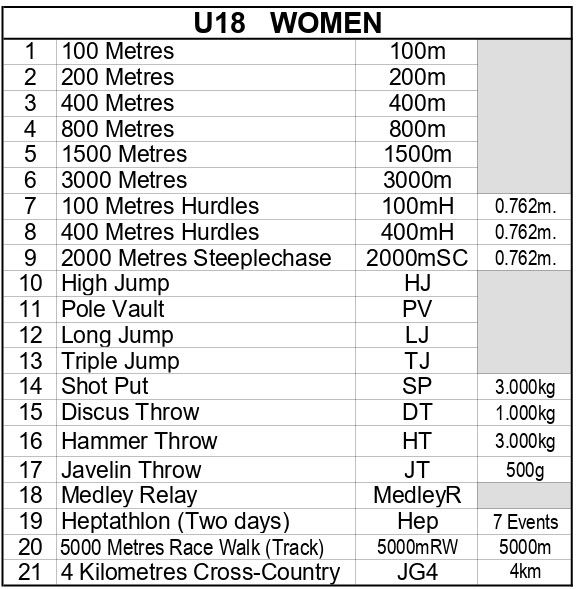 U18 WOMEN
1 100 Metres 100m
2 200 Metres 200m
3 400 Metres 400m
4 800 Metres 800m
5 1500 Metres 1500m
6 3000 Metres 3000m
7 100 Metres Hurdles 100mH 0.762m.
8 400 Metres Hurdles 400mH 0.762m.
9 2000 Metres Steeplechase 2000mSC 0.762m.
10 High Jump HJ
11 Pole Vault PV
12 Long Jump LJ
13 Triple Jump TJ
14 Shot Put SP 3.000kg
15 Discus Throw DT 1.000kg
16 Hammer Throw HT 3.000kg
17 Javelin Throw JT 500g
18 Medley Relay MedleyR
19 Heptathlon (Two days) Hep 7 Events
20 5000 Metres Race Walk (Track) 5000mRW 5000m
21 4 Kilometres Cross-Country JG4 4km